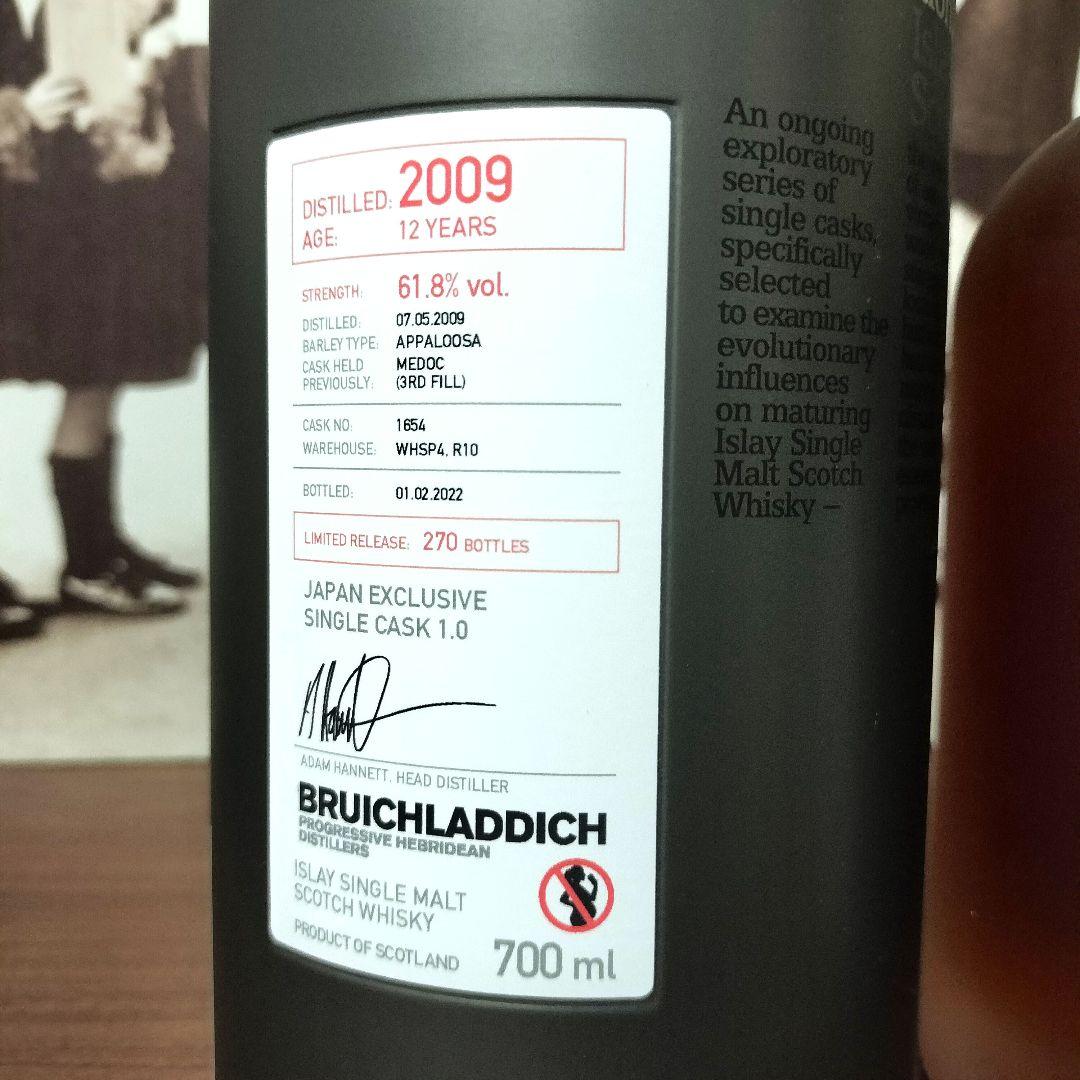 DISTILLED: 2009
AGE: 12 YEARS
STRENGTH: 61.8% vol.
DISTILLED: 07.05.2009
BARLEY TYPE: APPALOOSA
CASK HELD MEDOC
PREVIOUSLY: (3RD FILL)
CASK NO: 1654
WAREHOUSE: WHSP4, R10
BOTTLED: 01.02.2022
LIMITED RELEASE: 270 BOTTLES
JAPAN EXCLUSIVE
SINGLE CASK 1.0
ADAM HANNETT, HEAD DISTILLER
BRUICHLADDICH
PROGRESSIVE HEBRIDEAN
DISTILLERS
ISLAY SINGLE MALT
SCOTCH WHISKY
PRODUCT OF SCOTLAND
700 ml
An ongoing
exploratory
series of
single casks,
specifically
selected
to examine the
evolutionary
influences
on maturing
Islay Single
Malt Scotch
Whisky –